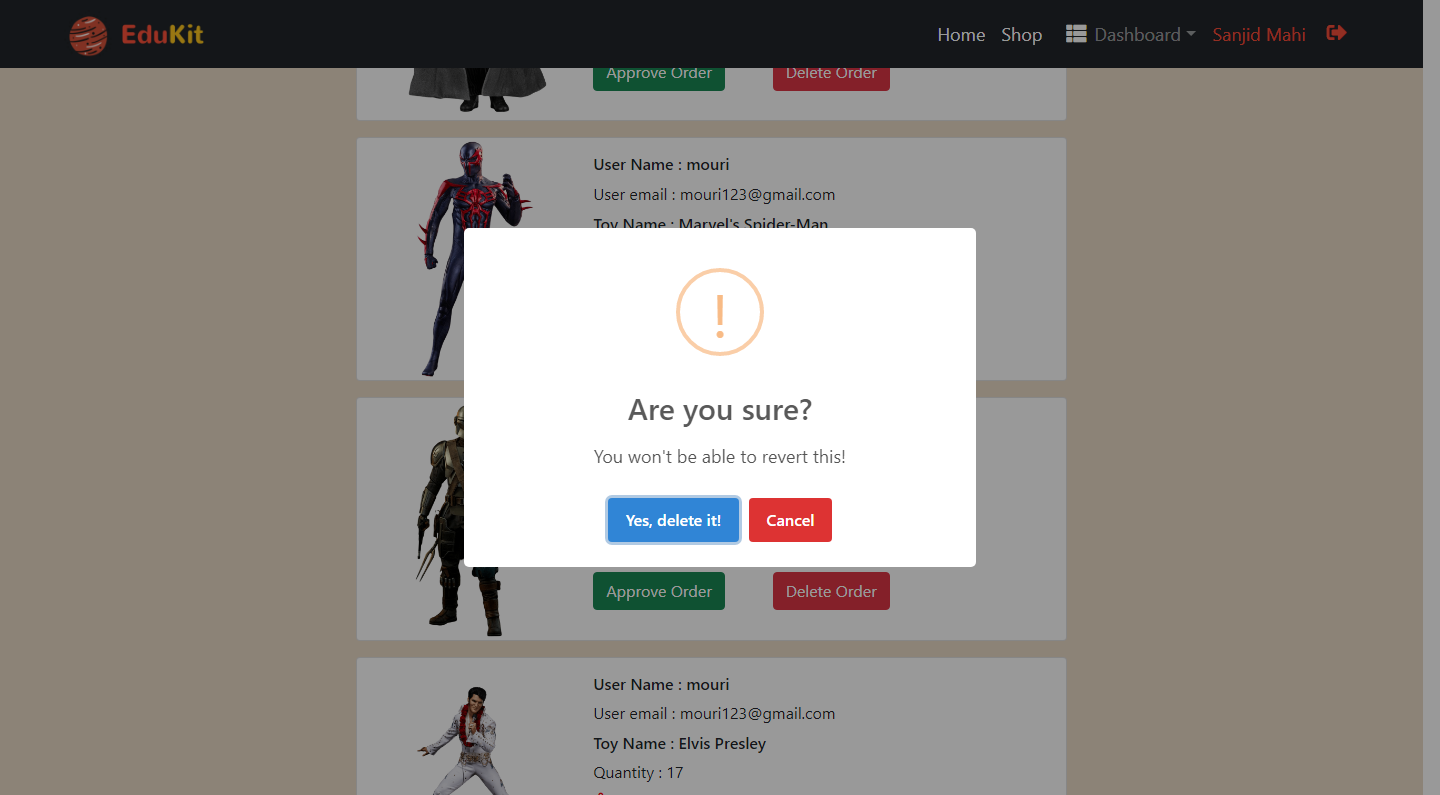 EduKit
Home Shop Dashboard Sanjid Mahi
Approve Order Delete Order
User Name : mouri
User email : mouri123@gmail.com
Toy Name : Marvel's Spider-Man
!
Are you sure?
You won't be able to revert this!
Yes, delete it! Cancel
Approve Order Delete Order
User Name : mouri
User email : mouri123@gmail.com
Toy Name : Elvis Presley
Quantity : 17